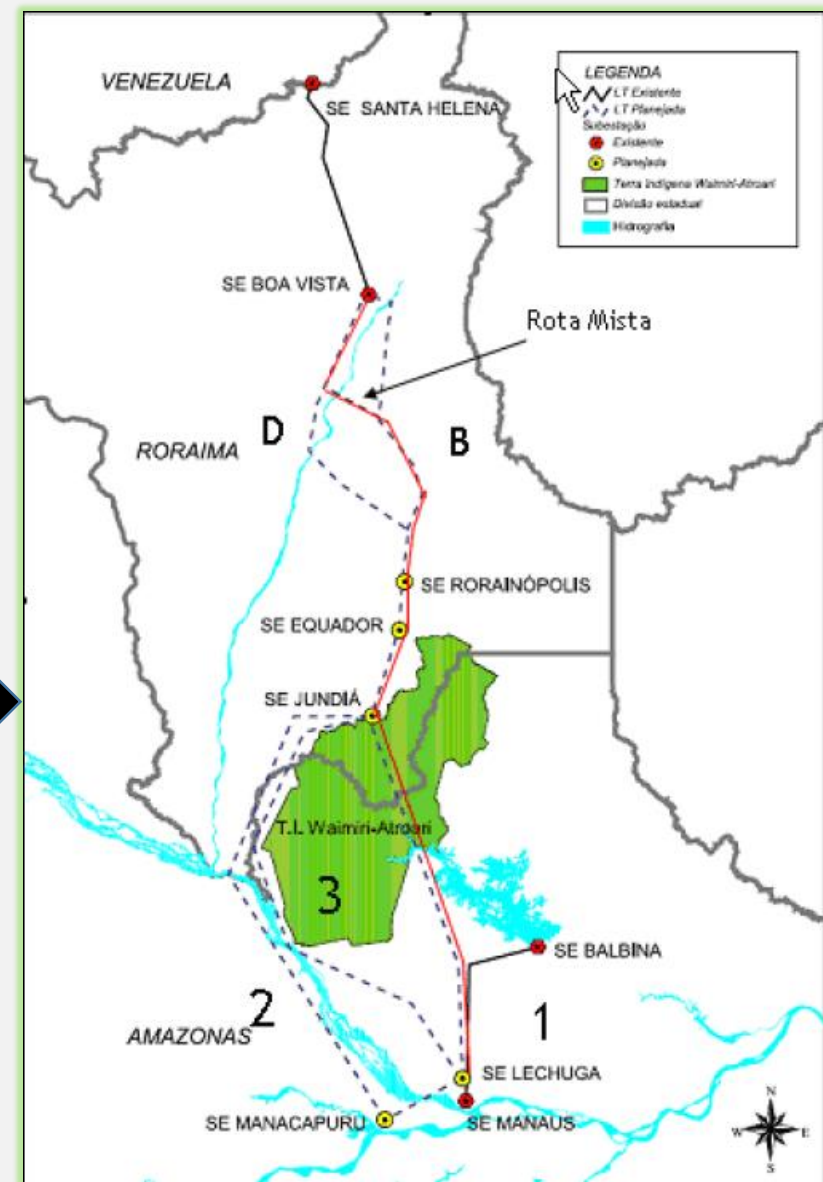 VENEZUELA
SE SANTA HELENA
LEGENDA
LT Existente
LT Planejada
Subestação
Existente
Planejada
Terra Indígena Waimiri-Atroari
Divisão estadual
Hidrografia
SE BOA VISTA
Rota Mista
D
B
RORAIMA
SE RORAINÓPOLIS
SE EQUADOR
SE JUNDIÁ
T.I. Waimiri-Atroari
3
SE BALBINA
2
1
AMAZONAS
SE LECHUGA
SE MANACAPURU
SE MANAUS
N
W
E
S